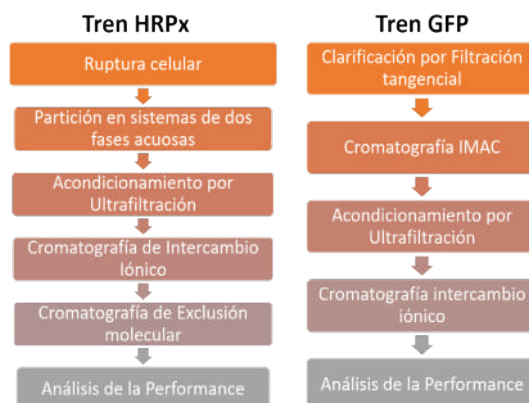 Tren HRPx
Ruptura celular
Partición en sistemas de dos
fases acuosas
Acondicionamiento por
Ultrafiltración
Cromatografía de Intercambio
Iónico
Cromatografía de Exclusión
molecular
Análisis de la Performance
Tren GFP
Clarificación por Filtración
tangencial
Cromatografía IMAC
Acondicionamiento por
Ultrafiltración
Cromatografía intercambio
iónico
Análisis de la Performance